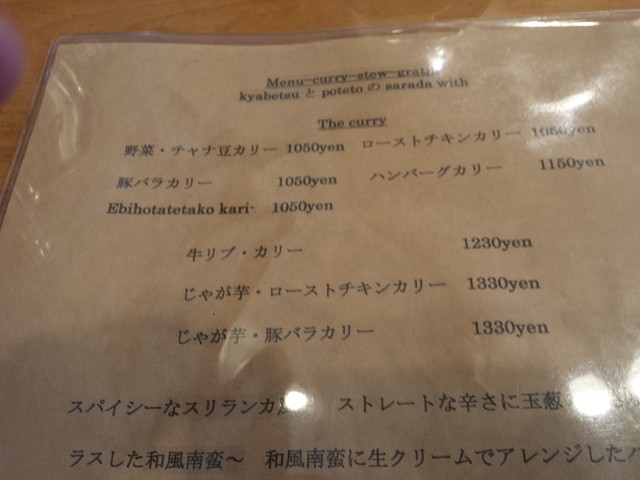 Menu-curry-stew-gratin
kyabetsu と poteto の sarada with
The curry
野菜・チャナ豆カリー 1050yen ローストチキンカリー 1050yen
豚バラカリー 1050yen ハンバーグカリー 1150yen
Ebihotatetako kari- 1050yen
牛リブ・カリー 1230yen
じゃが芋・ローストチキンカリー 1330yen
じゃが芋・豚バラカリー 1330yen
スパイシーなスリランカ ストレートな辛さに玉葱
ラスした和風南蛮～ 和風南蛮に生クリームでアレンジした